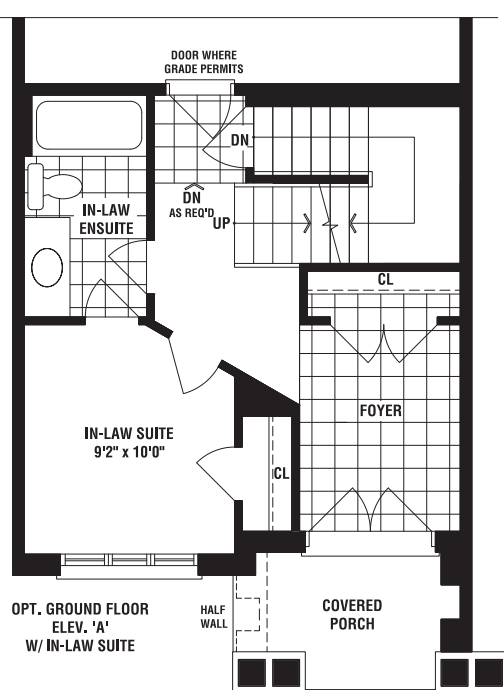 DOOR WHERE
GRADE PERMITS
DN
DN
AS REQ'D
UP
IN-LAW
ENSUITE
CL
FOYER
IN-LAW SUITE
9'2" x 10'0"
CL
OPT. GROUND FLOOR
ELEV. 'A'
W/ IN-LAW SUITE
HALF
WALL
COVERED
PORCH